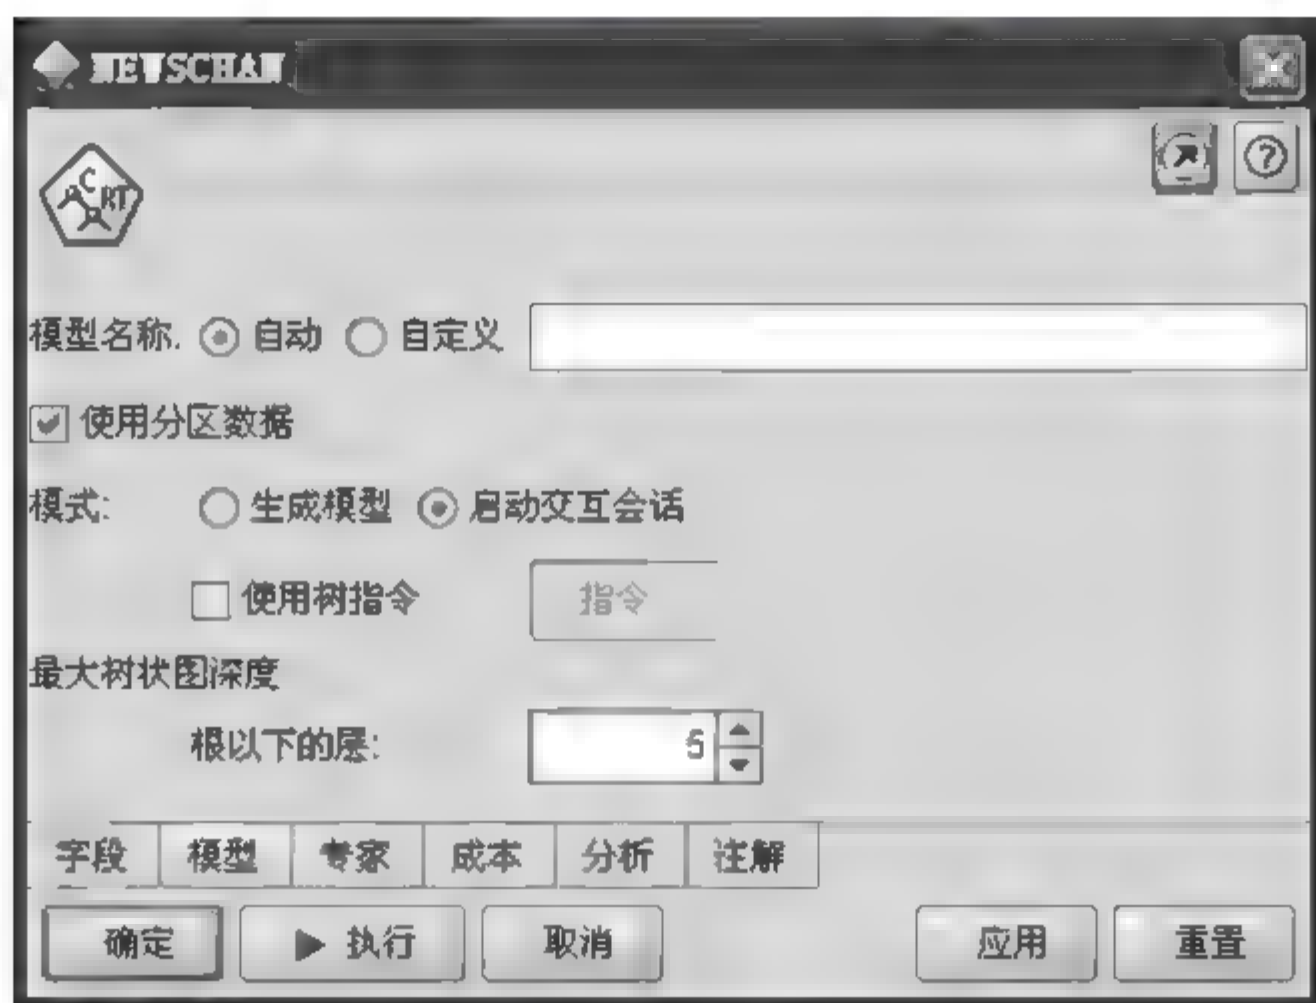 NEWSCHAN
C RT
模型名称. 自动 自定义
使用分区数据
模式: 生成模型 启动交互会话
使用树指令 指令
最大树状图深度
根以下的层: 5
字段 模型 专家 成本 分析 注解
确定 执行 取消 应用 重置